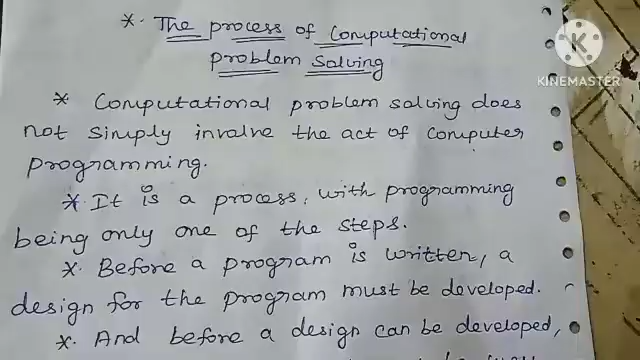 *. The process of Computational
problem Solving
K
KINEMASTER
* Computational problem solving does
not simply involve the act of computer
programming.
* It is a process, with programming
being only one of the steps.
*. Before a program is written, a
design for the program must be developed.
*. And before a design can be developed,